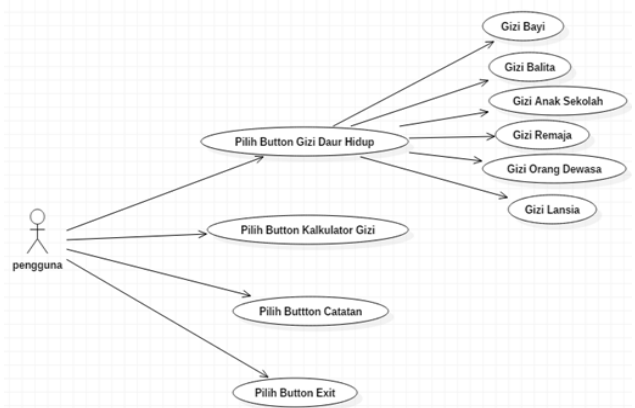 Gizi Bayi
Gizi Balita
Gizi Anak Sekolah
Pilih Button Gizi Daur Hidup
Gizi Remaja
Gizi Orang Dewasa
Gizi Lansia
Pilih Button Kalkulator Gizi
pengguna
Pilih Buttton Catatan
Pilih Button Exit